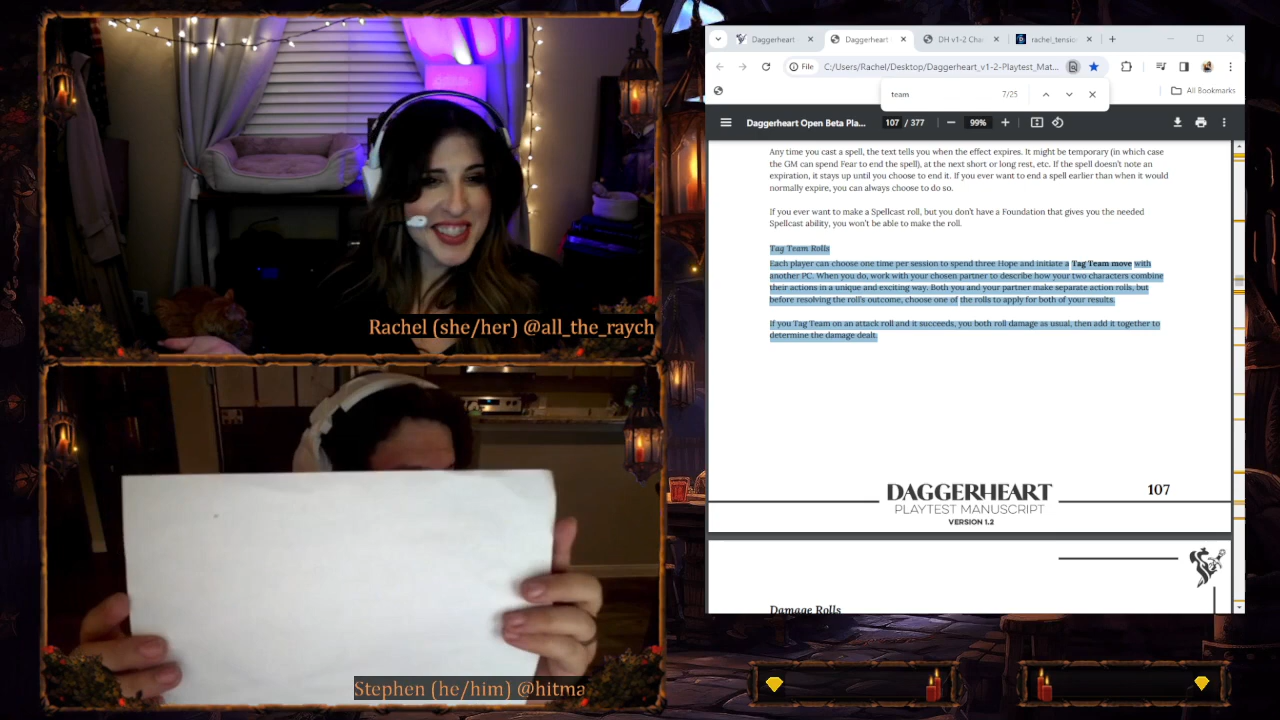 Rachel (she/her) @all_the_raych
Stephen (he/him) @hitma
Daggerheart
Daggerheart
DH v1-2 Cha
rachel_tensio
File
C:/Users/Rachel/Desktop/Daggerheart_v1-2-Playtest_Mat...
team
7/25
All Bookmarks
Daggerheart Open Beta Pla...
107 / 377
99%
Any time you cast a spell, the text tells you when the effect expires. It might be temporary (in which case
the GM can spend Fear to end the spell), at the next short or long rest, etc. If the spell doesn't note an
expiration, it stays up until you choose to end it. If you ever want to end a spell earlier than when it would
normally expire, you can always choose to do so.
If you ever want to make a Spellcast roll, but you don't have a Foundation that gives you the needed
Spellcast ability, you won't be able to make the roll.
Tag Team Rolls
Each player can choose one time per session to spend three Hope and initiate a Tag Team move with
another PC. When you do, work with your chosen partner to describe how your two characters combine
their actions in a unique and exciting way. Both you and your partner make separate action rolls, but
before resolving the roll's outcome, choose one of the rolls to apply for both of your results.
If you Tag Team on an attack roll and it succeeds, you both roll damage as usual, then add it together to
determine the damage dealt.
DAGGERHEART
PLAYTEST MANUSCRIPT
VERSION 1.2
107
Damage Rolls